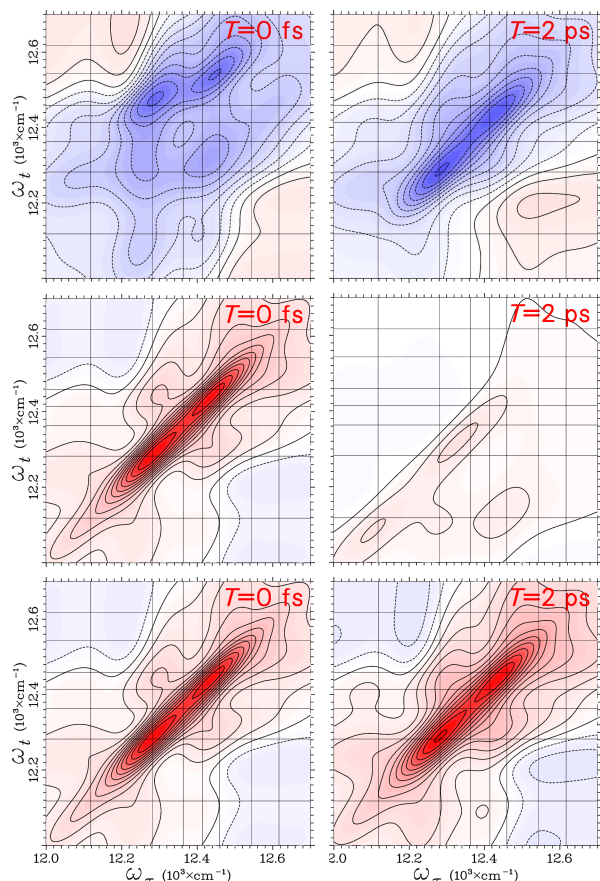 T=0 fs
T=2 ps
ω_t (10³×cm⁻¹)
12.6
12.4
12.2
T=0 fs
T=2 ps
ω_t (10³×cm⁻¹)
12.6
12.4
12.2
T=0 fs
T=2 ps
ω_t (10³×cm⁻¹)
12.6
12.4
12.2
12.0 12.2 12.4 12.6
2.0 12.2 12.4 12.6
(10³×cm⁻¹)
(10³×cm⁻¹)